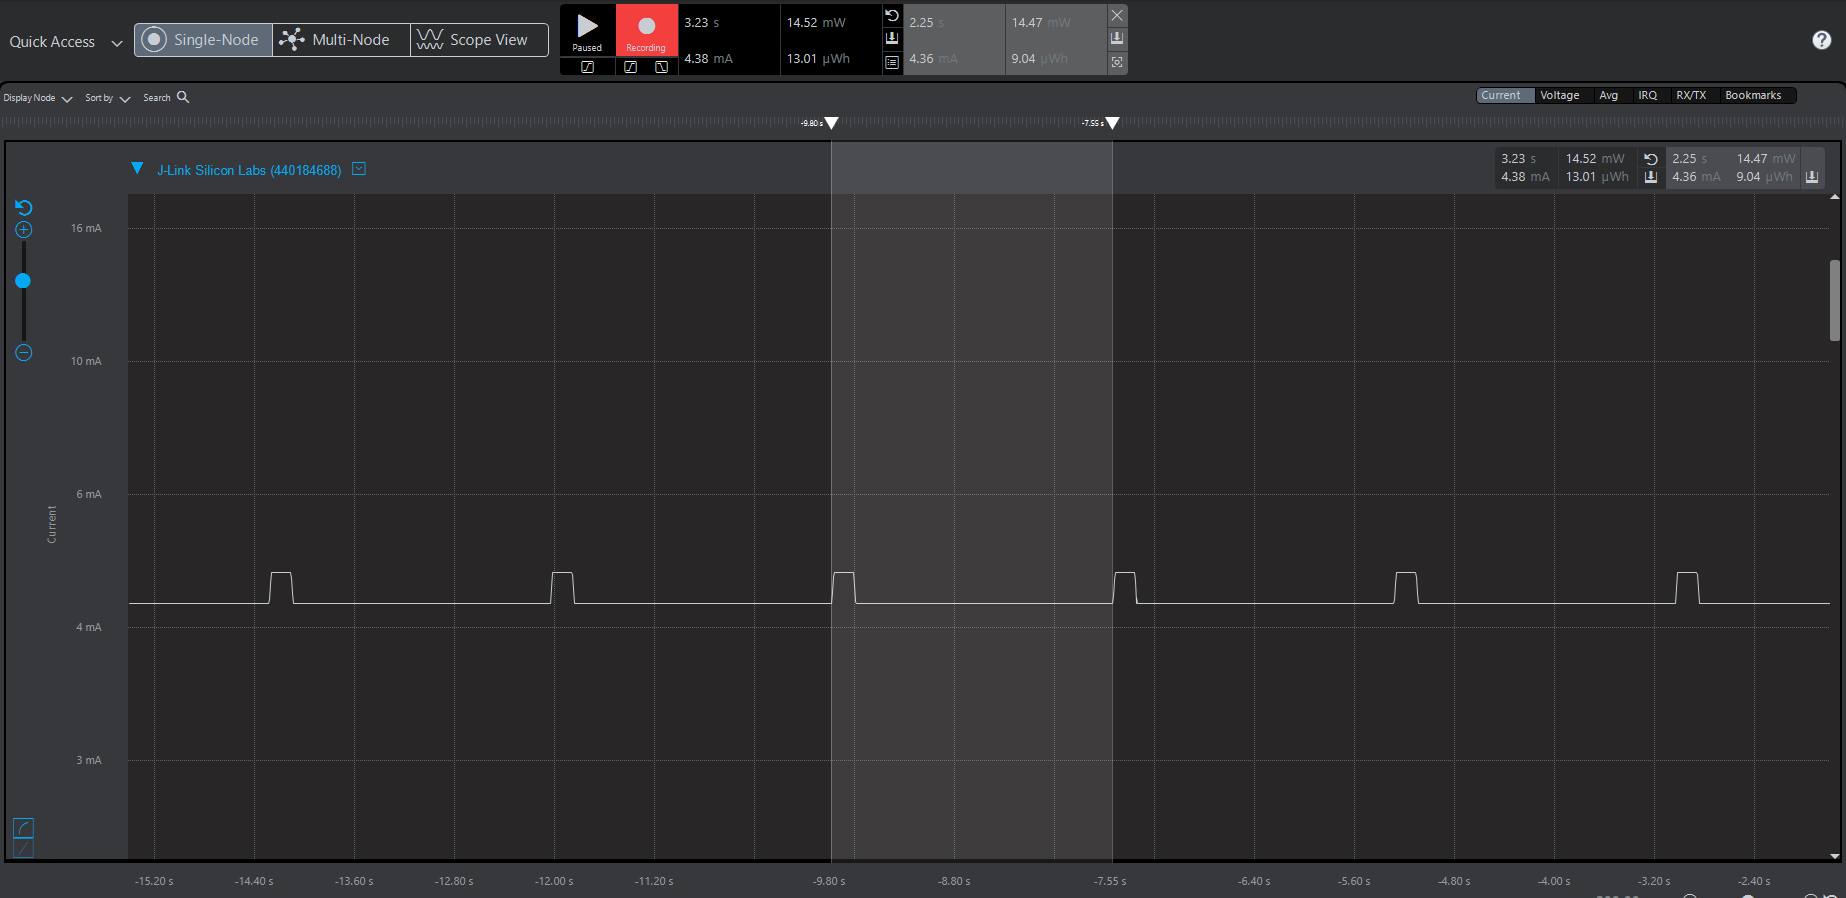 Quick Access
Single-Node
Multi-Node
Scope View
Paused
Recording
3.23 s 14.52 mW
4.38 mA 13.01 µWh
2.25 s 14.47 mW
4.36 mA 9.04 µWh
?
Display Node Sort by Search
Current Voltage Avg IRQ RX/TX Bookmarks
-9.80 s -7.55 s
J-Link Silicon Labs (440184688)
3.23 s 14.52 mW 2.25 s 14.47 mW
4.38 mA 13.01 µWh 4.36 mA 9.04 µWh
16 mA
10 mA
6 mA
Current
4 mA
3 mA
-15.20 s -14.40 s -13.60 s -12.80 s -12.00 s -11.20 s -9.80 s -8.80 s -7.55 s -6.40 s -5.60 s -4.80 s -4.00 s -3.20 s -2.40 s